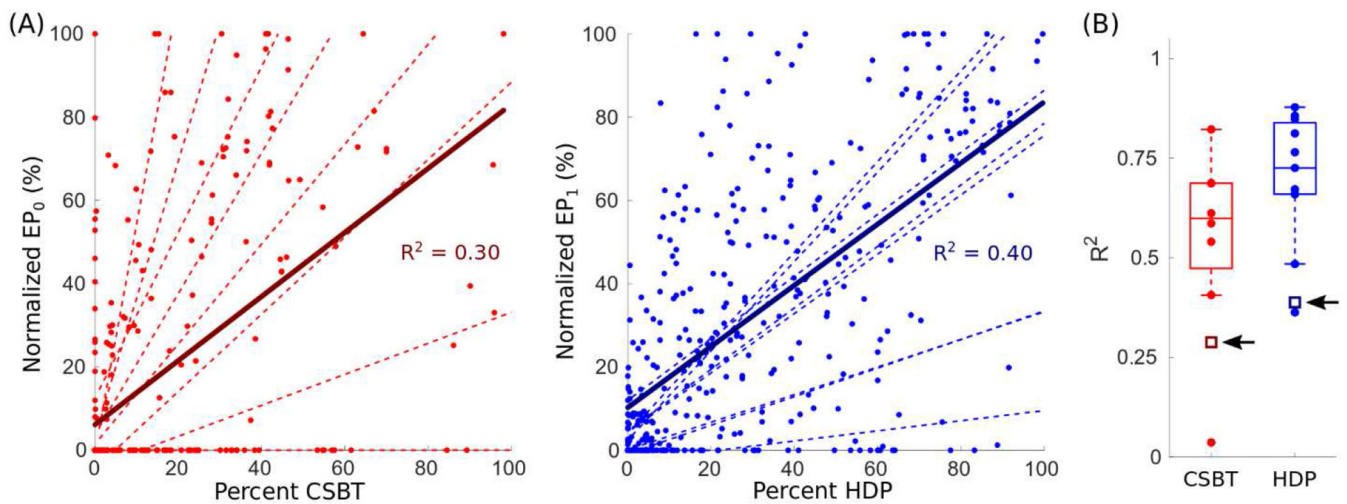 (A)
Normalized EP0 (%)
100
80
60
40
20
0
R2 = 0.30
0 20 40 60 80 100
Percent CSBT
Normalized EP1 (%)
100
80
60
40
20
0
R2 = 0.40
0 20 40 60 80 100
Percent HDP
(B)
R2
1
0.75
0.5
0.25
0
CSBT HDP